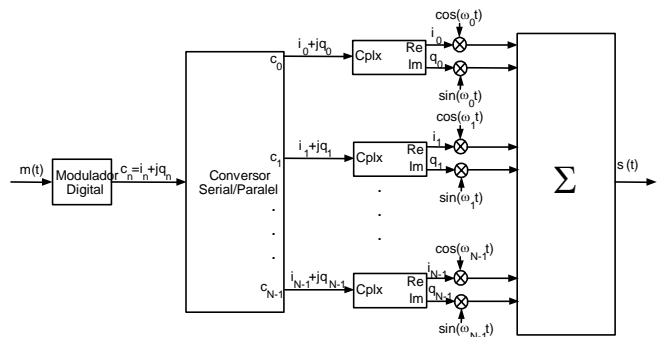 m(t)
Modulador
Digital
c_n=i_n+jq_n
Conversor
Serial/Paralel
c_0
i_0+jq_0
Cplx
Re
Im
i_0
q_0
cos(ω_0t)
sin(ω_0t)
c_1
i_1+jq_1
Cplx
Re
Im
i_1
q_1
cos(ω_1t)
sin(ω_1t)
c_N-1
i_N-1+jq_N-1
Cplx
Re
Im
i_N-1
q_N-1
cos(ω_N-1t)
sin(ω_N-1t)
Σ
s(t)